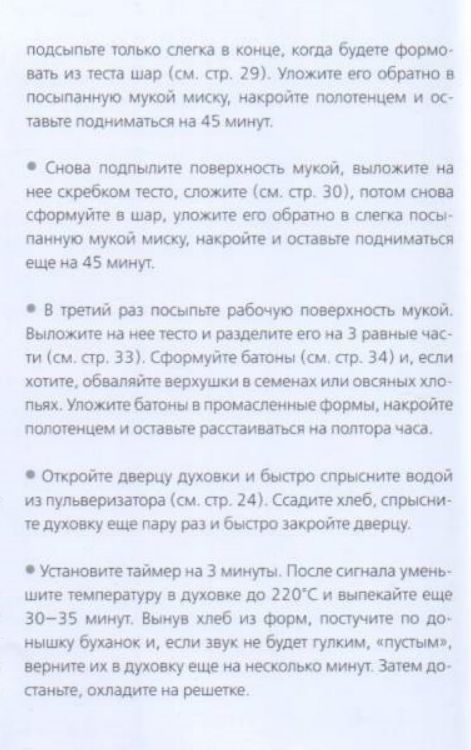 подсыпьте только слегка в конце, когда будете формо-
вать из теста шар (см. стр. 29). Уложите его обратно в
посыпанную мукой миску, накройте полотенцем и ос-
тавьте подниматься на 45 минут.
● Снова подпылите поверхность мукой, выложите на
нее скребком тесто, сложите (см. стр. 30), потом снова
сформуйте в шар, уложите его обратно в слегка посы-
панную мукой миску, накройте и оставьте подниматься
еще на 45 минут.
● В третий раз посыпьте рабочую поверхность мукой.
Выложите на нее тесто и разделите его на 3 равные час-
ти (см. стр. 33). Сформуйте батоны (см. стр. 34) и, если
хотите, обваляйте верхушки в семенах или овсяных хло-
пьях. Уложите батоны в промасленные формы, накройте
полотенцем и оставьте расстаиваться на полтора часа.
● Откройте дверцу духовки и быстро спрысните водой
из пульверизатора (см. стр. 24). Ссадите хлеб, спрысни-
те духовку еще пару раз и быстро закройте дверцу.
● Установите таймер на 3 минуты. После сигнала умень-
шите температуру в духовке до 220°С и выпекайте еще
30–35 минут. Вынув хлеб из форм, постучите по до-
нышку буханок и, если звук не будет гулким, «пустым»,
верните их в духовку еще на несколько минут. Затем до-
станьте, охладите на решетке.